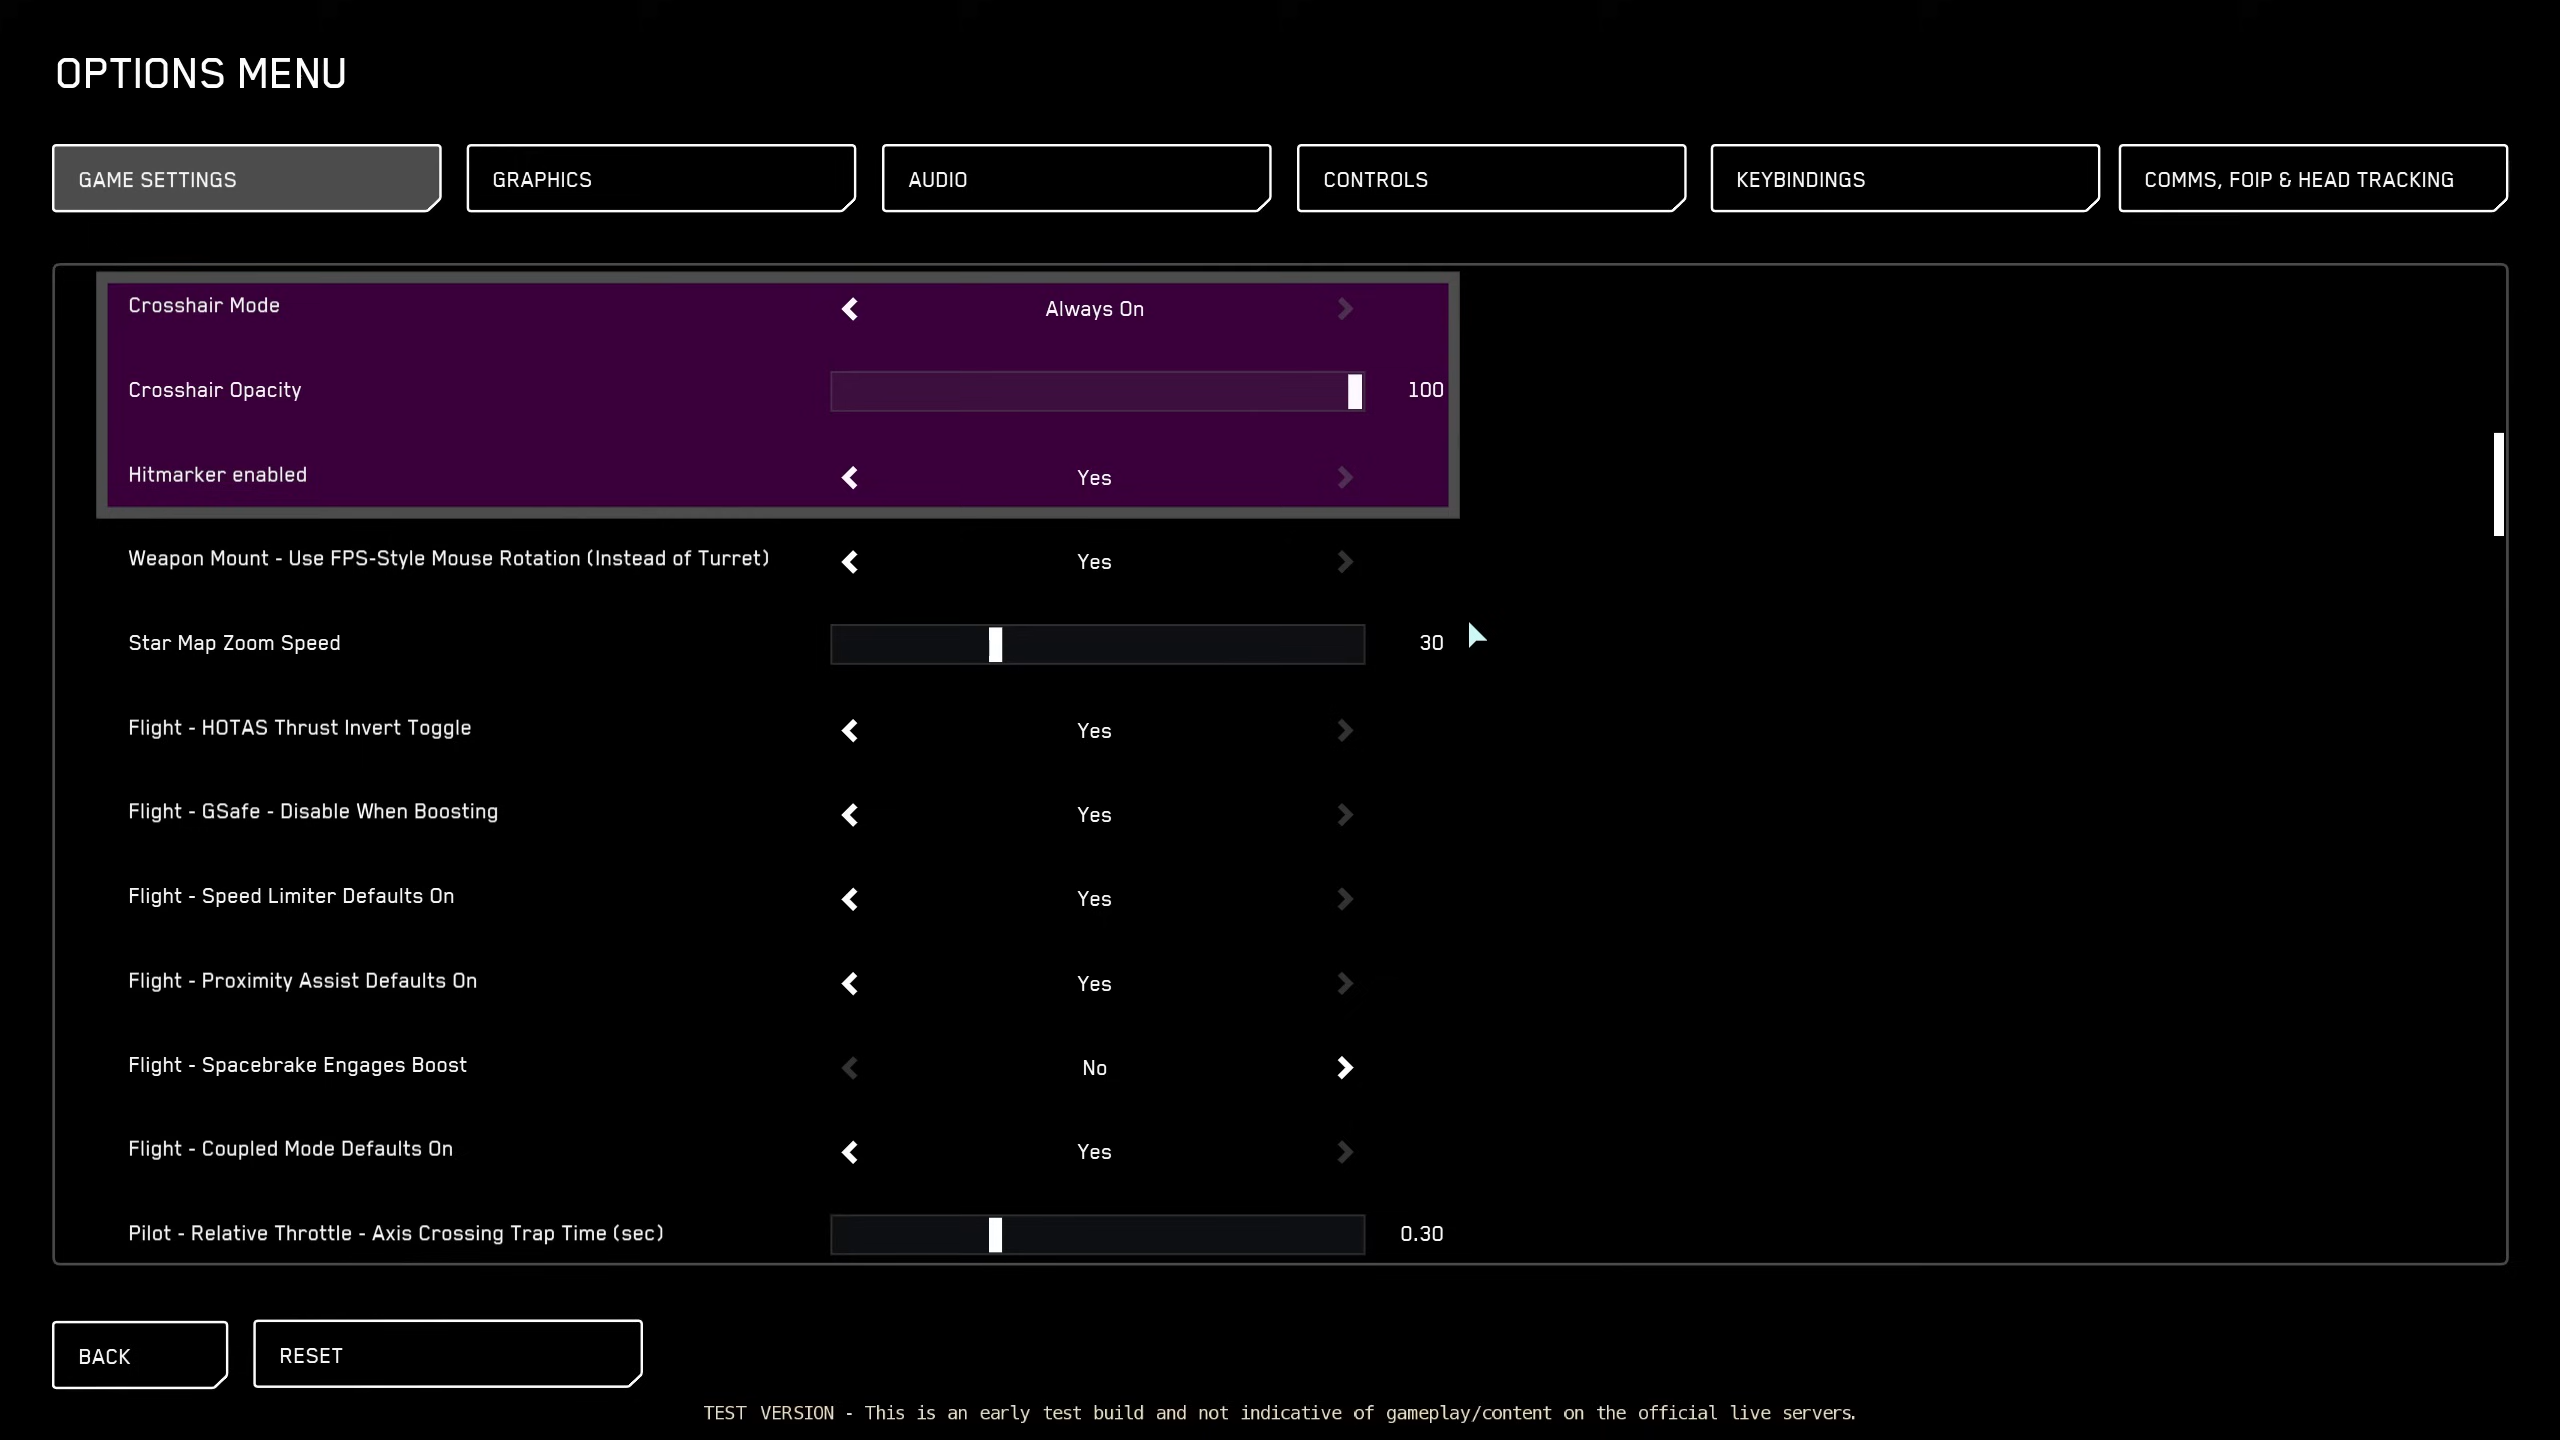 OPTIONS MENU
GAME SETTINGS
GRAPHICS
AUDIO
CONTROLS
KEYBINDINGS
COMMS, FOIP & HEAD TRACKING
Crosshair Mode
Always On
Crosshair Opacity
100
Hitmarker enabled
Yes
Weapon Mount - Use FPS-Style Mouse Rotation (Instead of Turret)
Yes
Star Map Zoom Speed
30
Flight - HOTAS Thrust Invert Toggle
Yes
Flight - GSafe - Disable When Boosting
Yes
Flight - Speed Limiter Defaults On
Yes
Flight - Proximity Assist Defaults On
Yes
Flight - Spacebrake Engages Boost
No
Flight - Coupled Mode Defaults On
Yes
Pilot - Relative Throttle - Axis Crossing Trap Time (sec)
0.30
BACK
RESET
TEST VERSION - This is an early test build and not indicative of gameplay/content on the official live servers.